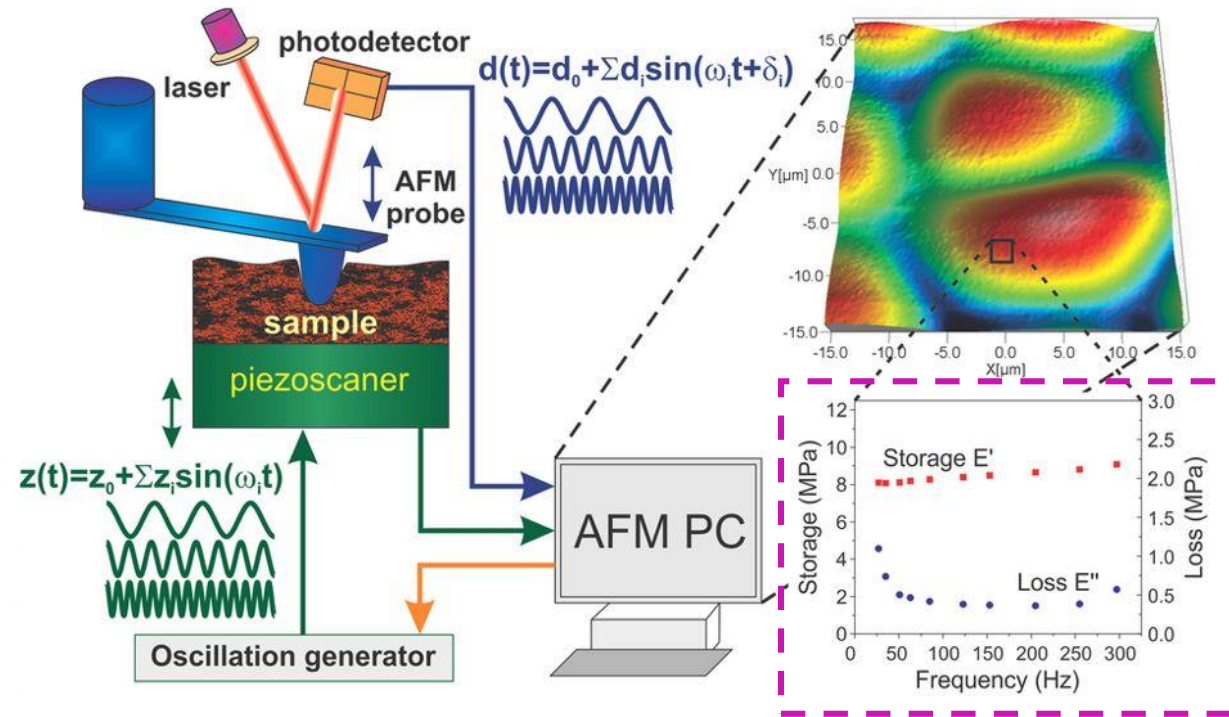 photodetector
laser
d(t)=d₀+Σdᵢsin(ωᵢt+δᵢ)
AFM
probe
sample
piezoscaner
z(t)=z₀+Σzᵢsin(ωᵢt)
Oscillation generator
AFM PC
15.0
10.0
5.0
Y[µm] 0.0
-5.0
-10.0
-15.0
-15.0 -10.0 -5.0 0.0 5.0 10.0 15.0
X[µm]
Storage (MPa)
12
10
8
6
4
2
0
Storage E'
Loss E"
3.0
2.5
2.0
1.5
1.0
0.5
0.0
Loss (MPa)
0 50 100 150 200 250 300
Frequency (Hz)